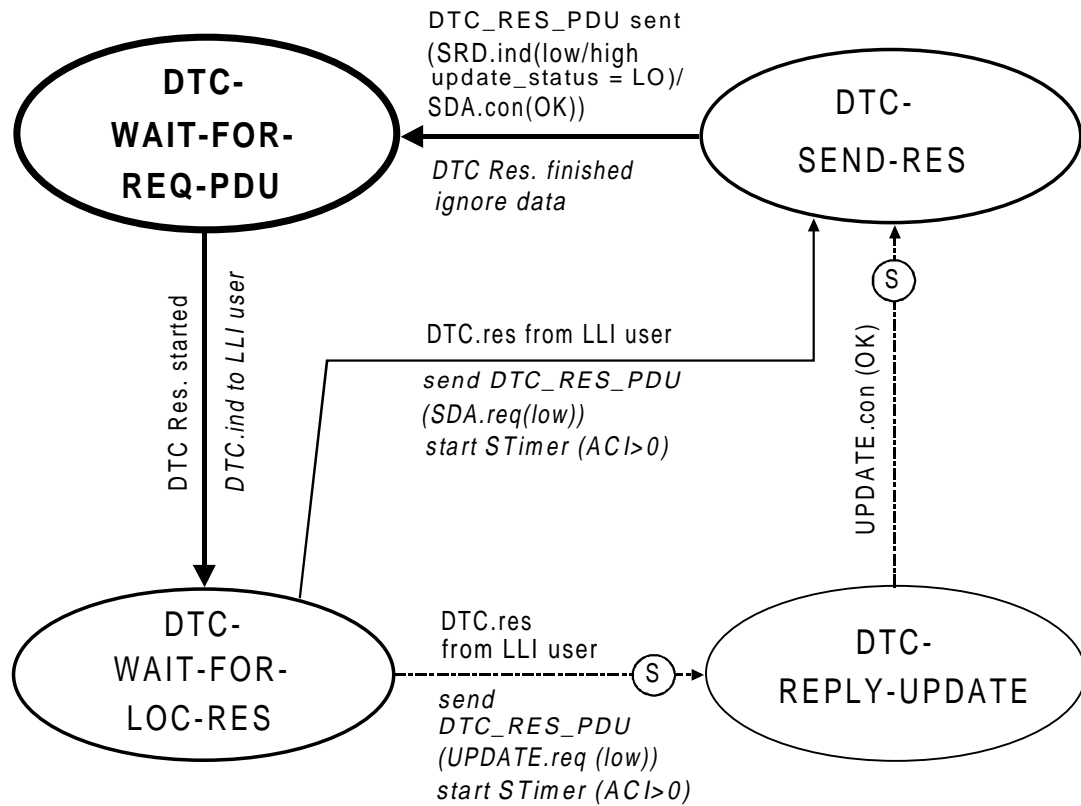 DTC_RES_PDU sent
(SRD.ind(low/high
update_status = LO)/
SDA.con(OK))
DTC-
WAIT-FOR-
REQ-PDU
DTC-
SEND-RES
DTC Res. finished
ignore data
DTC Res. started
DTC.ind to LLI user
S
DTC.res from LLI user
send DTC_RES_PDU
(SDA.req(low))
start STimer (ACI>0)
UPDATE.con (OK)
DTC-
WAIT-FOR-
LOC-RES
DTC.res
from LLI user
S
send
DTC_RES_PDU
(UPDATE.req (low))
start STimer (ACI>0)
DTC-
REPLY-UPDATE